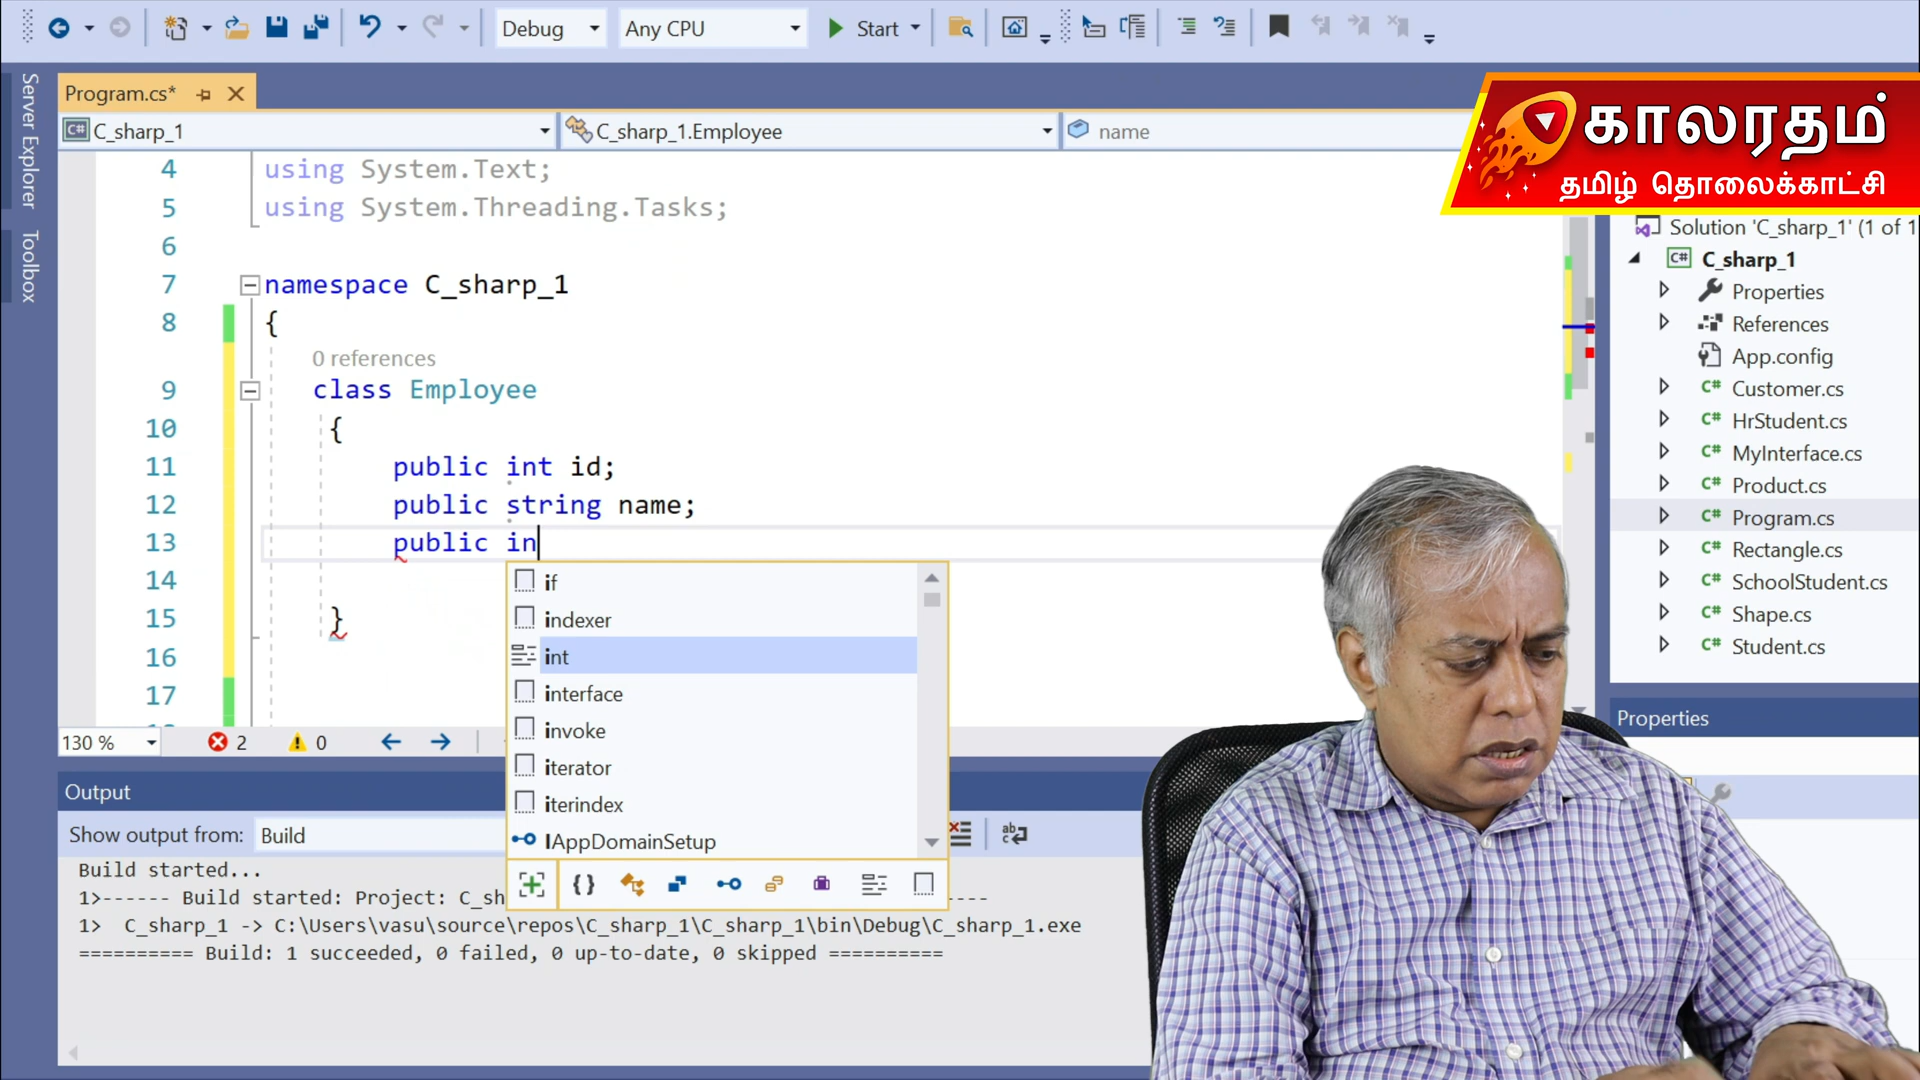 Debug
Any CPU
Start
Server Explorer
Toolbox
Program.cs*
C# C_sharp_1
C_sharp_1.Employee
name
காலரதம்
தமிழ் தொலைக்காட்சி
4 using System.Text;
5 using System.Threading.Tasks;
6
7 namespace C_sharp_1
8 {
0 references
9 class Employee
10 {
11 public int id;
12 public string name;
13 public in
14
15 }
16
17
if
indexer
int
interface
invoke
iterator
iterindex
IAppDomainSetup
130 %
2
0
Output
Show output from: Build
Build started...
1>------ Build started: Project: C_sh
----
1> C_sharp_1 -> C:\Users\vasu\source\repos\C_sharp_1\C_sharp_1\bin\Debug\C_sharp_1.exe
========== Build: 1 succeeded, 0 failed, 0 up-to-date, 0 skipped ==========
Solution 'C_sharp_1' (1 of 1
C# C_sharp_1
Properties
References
App.config
C# Customer.cs
C# HrStudent.cs
C# MyInterface.cs
C# Product.cs
C# Program.cs
C# Rectangle.cs
C# SchoolStudent.cs
C# Shape.cs
C# Student.cs
Properties